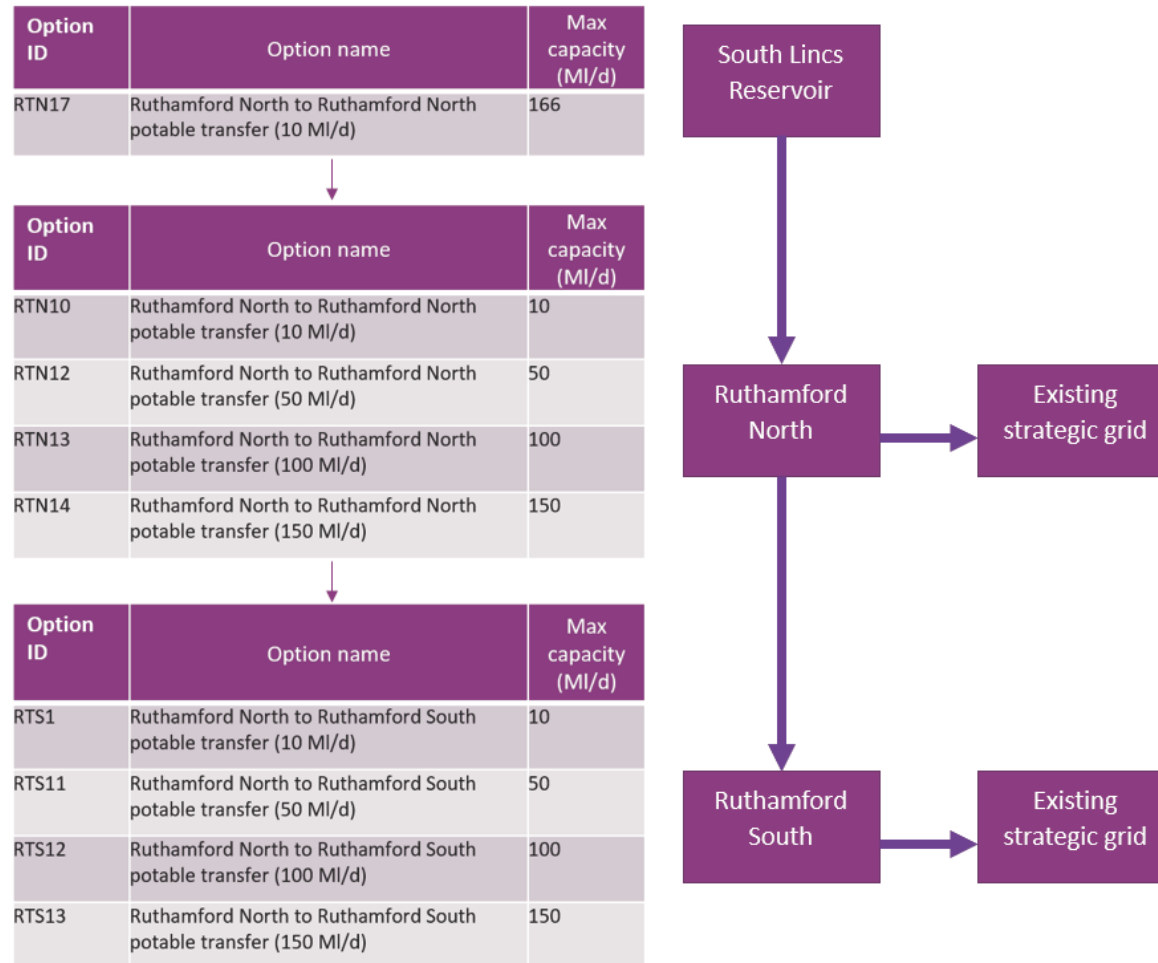 Option
ID
Option name
Max
capacity
(Ml/d)
RTN17
Ruthamford North to Ruthamford North
potable transfer (10 Ml/d)
166
Option
ID
Option name
Max
capacity
(Ml/d)
RTN10
Ruthamford North to Ruthamford North
potable transfer (10 Ml/d)
10
RTN12
Ruthamford North to Ruthamford North
potable transfer (50 Ml/d)
50
RTN13
Ruthamford North to Ruthamford North
potable transfer (100 Ml/d)
100
RTN14
Ruthamford North to Ruthamford North
potable transfer (150 Ml/d)
150
Option
ID
Option name
Max
capacity
(Ml/d)
RTS1
Ruthamford North to Ruthamford South
potable transfer (10 Ml/d)
10
RTS11
Ruthamford North to Ruthamford South
potable transfer (50 Ml/d)
50
RTS12
Ruthamford North to Ruthamford South
potable transfer (100 Ml/d)
100
RTS13
Ruthamford North to Ruthamford South
potable transfer (150 Ml/d)
150
South Lincs
Reservoir
Ruthamford
North
Existing
strategic grid
Ruthamford
South
Existing
strategic grid